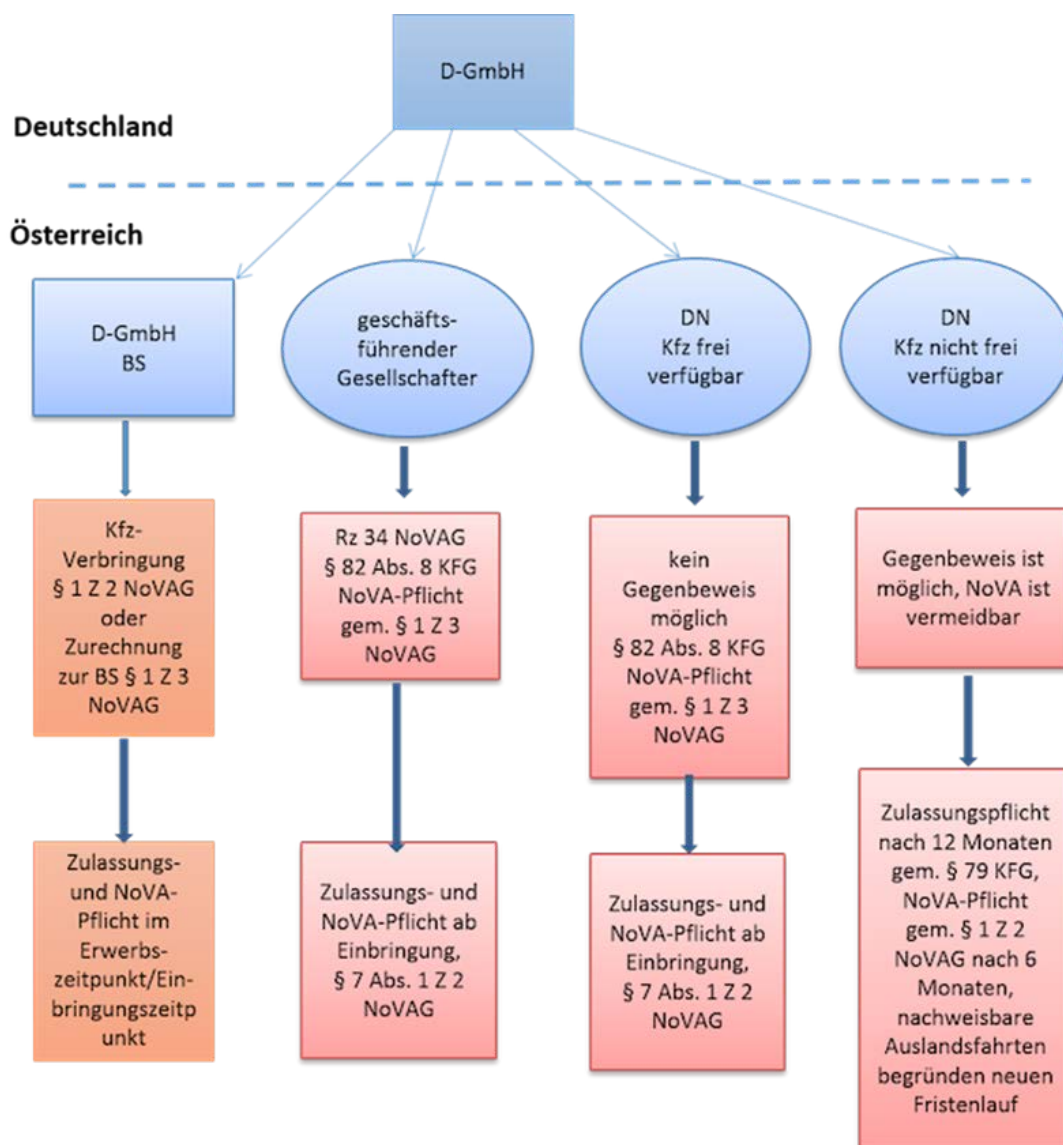 D-GmbH
Deutschland
Österreich
D-GmbH
BS
geschäfts-
führender
Gesellschafter
DN
Kfz frei
verfügbar
DN
Kfz nicht frei
verfügbar
Kfz-
Verbringung
§ 1 Z 2 NoVAG
oder
Zurechnung
zur BS § 1 Z 3
NoVAG
Rz 34 NoVAG
§ 82 Abs. 8 KFG
NoVA-Pflicht
gem. § 1 Z 3
NoVAG
kein
Gegenbeweis
möglich
§ 82 Abs. 8 KFG
NoVA-Pflicht
gem. § 1 Z 3
NoVAG
Gegenbeweis ist
möglich, NoVA ist
vermeidbar
Zulassungs-
und NoVA-
Pflicht im
Erwerbs-
zeitpunkt/Ein-
bringungszeitp
unkt
Zulassungs- und
NoVA-Pflicht ab
Einbringung,
§ 7 Abs. 1 Z 2
NoVAG
Zulassungs- und
NoVA-Pflicht ab
Einbringung,
§ 7 Abs. 1 Z 2
NoVAG
Zulassungspflicht
nach 12 Monaten
gem. § 79 KFG,
NoVA-Pflicht
gem. § 1 Z 2
NoVAG nach 6
Monaten,
nachweisbare
Auslandsfahrten
begründen neuen
Fristenlauf